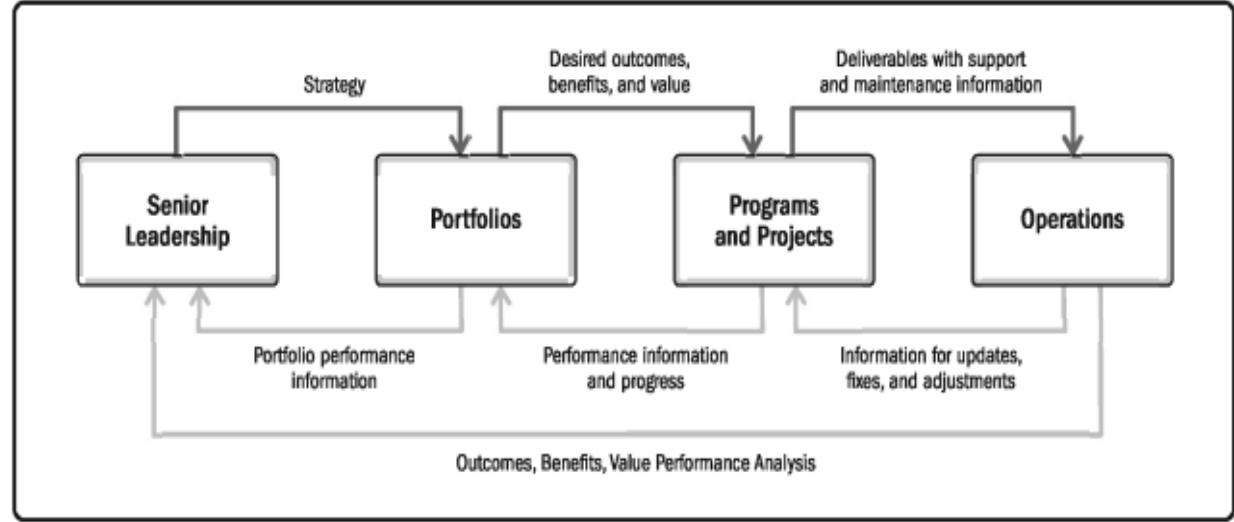 Strategy
Desired outcomes,
benefits, and value
Deliverables with support
and maintenance information
Senior
Leadership
Portfolios
Programs
and Projects
Operations
Portfolio performance
information
Performance information
and progress
Information for updates,
fixes, and adjustments
Outcomes, Benefits, Value Performance Analysis